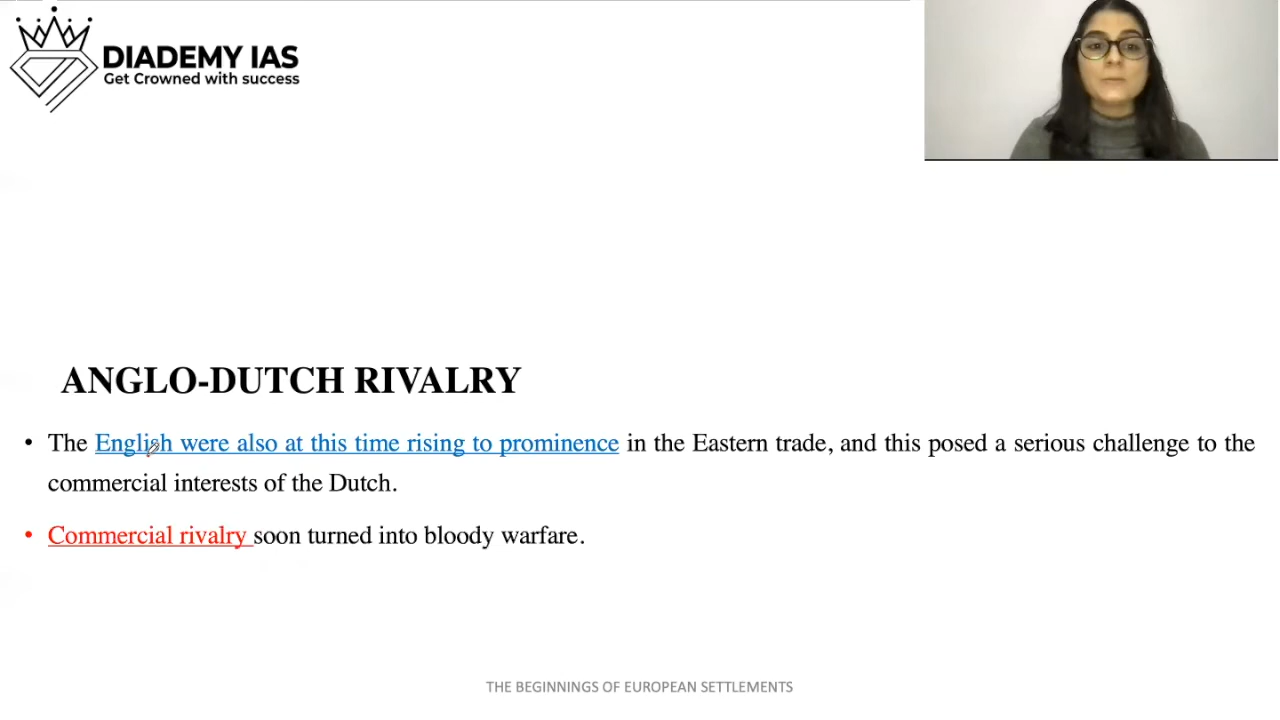 DIADEMY IAS
Get Crowned with success
ANGLO-DUTCH RIVALRY
• The English were also at this time rising to prominence in the Eastern trade, and this posed a serious challenge to the
commercial interests of the Dutch.
• Commercial rivalry soon turned into bloody warfare.
THE BEGINNINGS OF EUROPEAN SETTLEMENTS